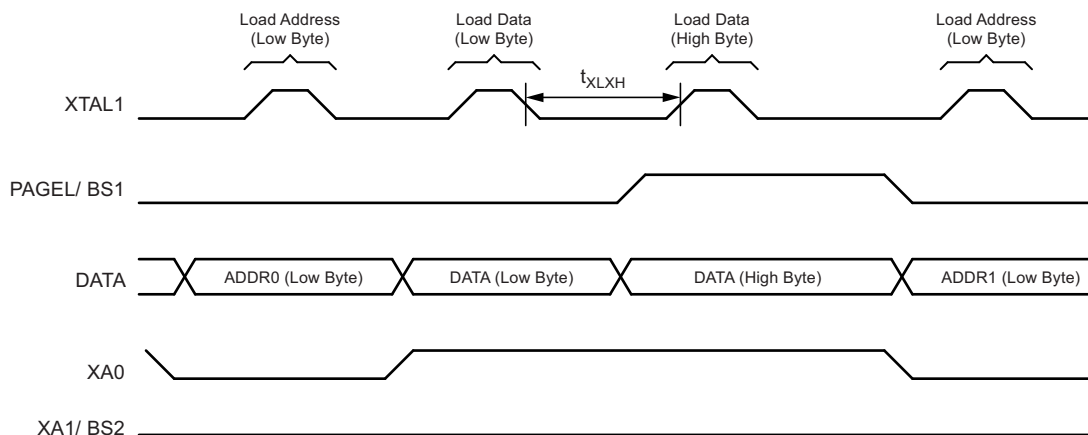 Load Address
(Low Byte)
Load Data
(Low Byte)
Load Data
(High Byte)
Load Address
(Low Byte)
tXLXH
XTAL1
PAGEL/ BS1
DATA
ADDR0 (Low Byte)
DATA (Low Byte)
DATA (High Byte)
ADDR1 (Low Byte)
XA0
XA1/ BS2